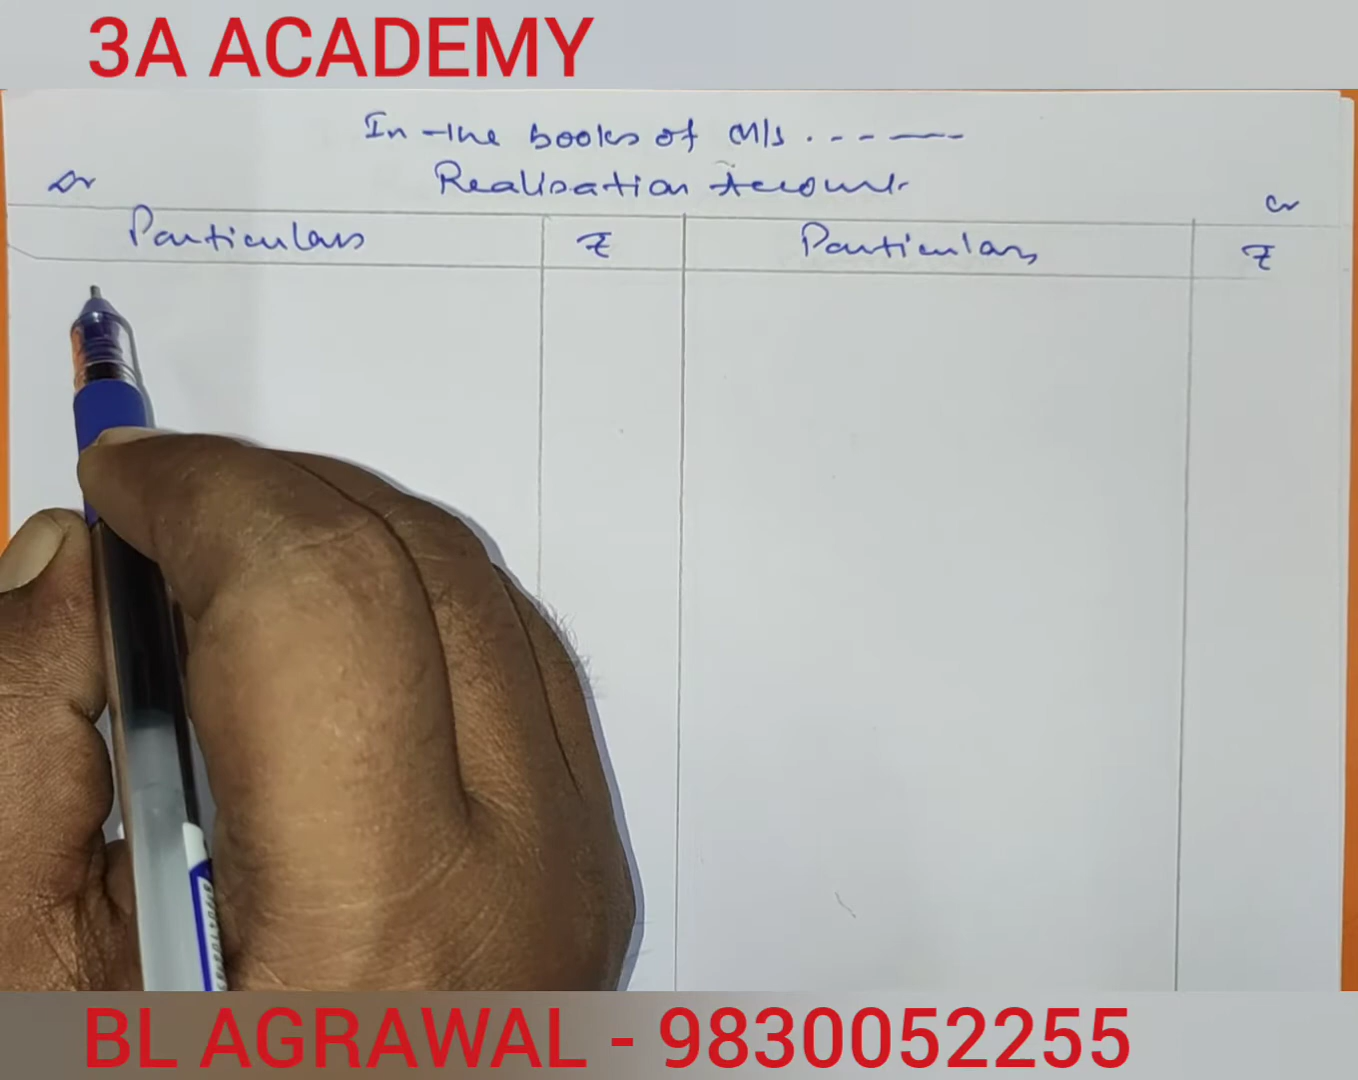 3A ACADEMY
In the books of M/s . - - ——
Realisation Account
Dr
Cr
Particulars ₹ Particulars ₹
BL AGRAWAL - 9830052255